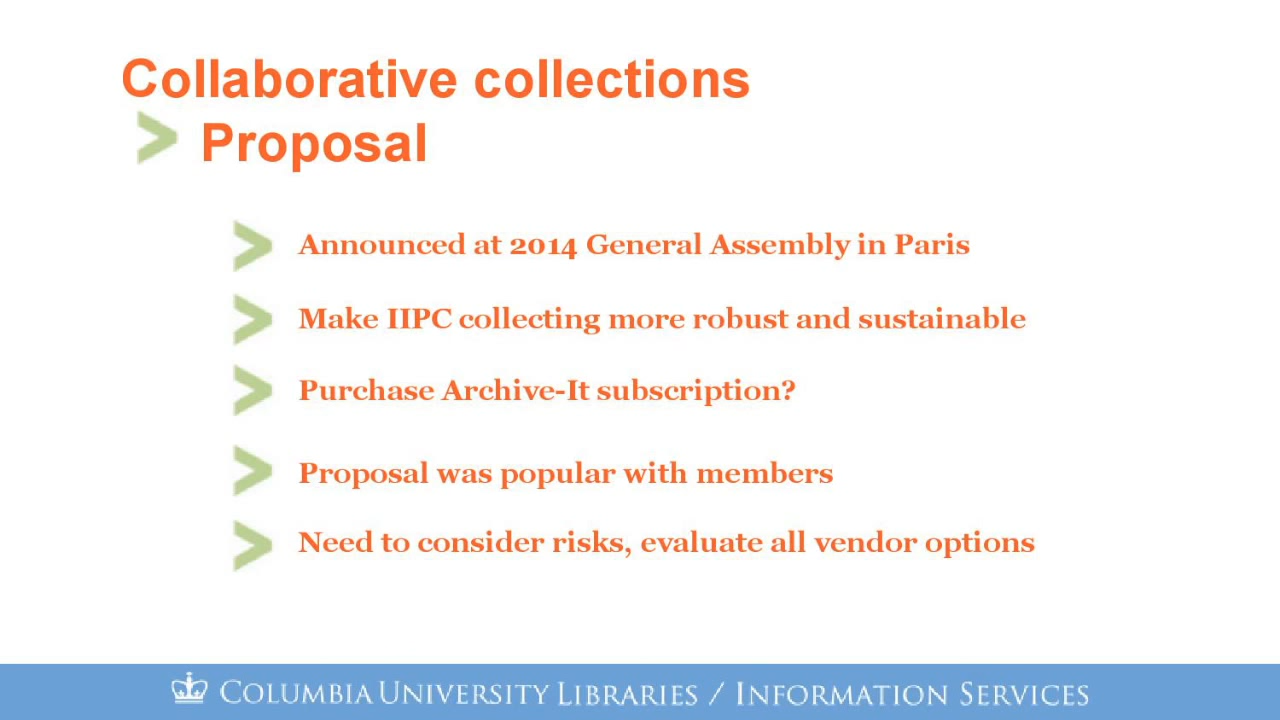 Collaborative collections
Proposal
Announced at 2014 General Assembly in Paris
Make IIPC collecting more robust and sustainable
Purchase Archive-It subscription?
Proposal was popular with members
Need to consider risks, evaluate all vendor options
Columbia University Libraries / Information Services